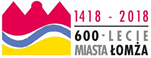 1418 - 2018
600-LECIE
MIASTA ŁOMŻA